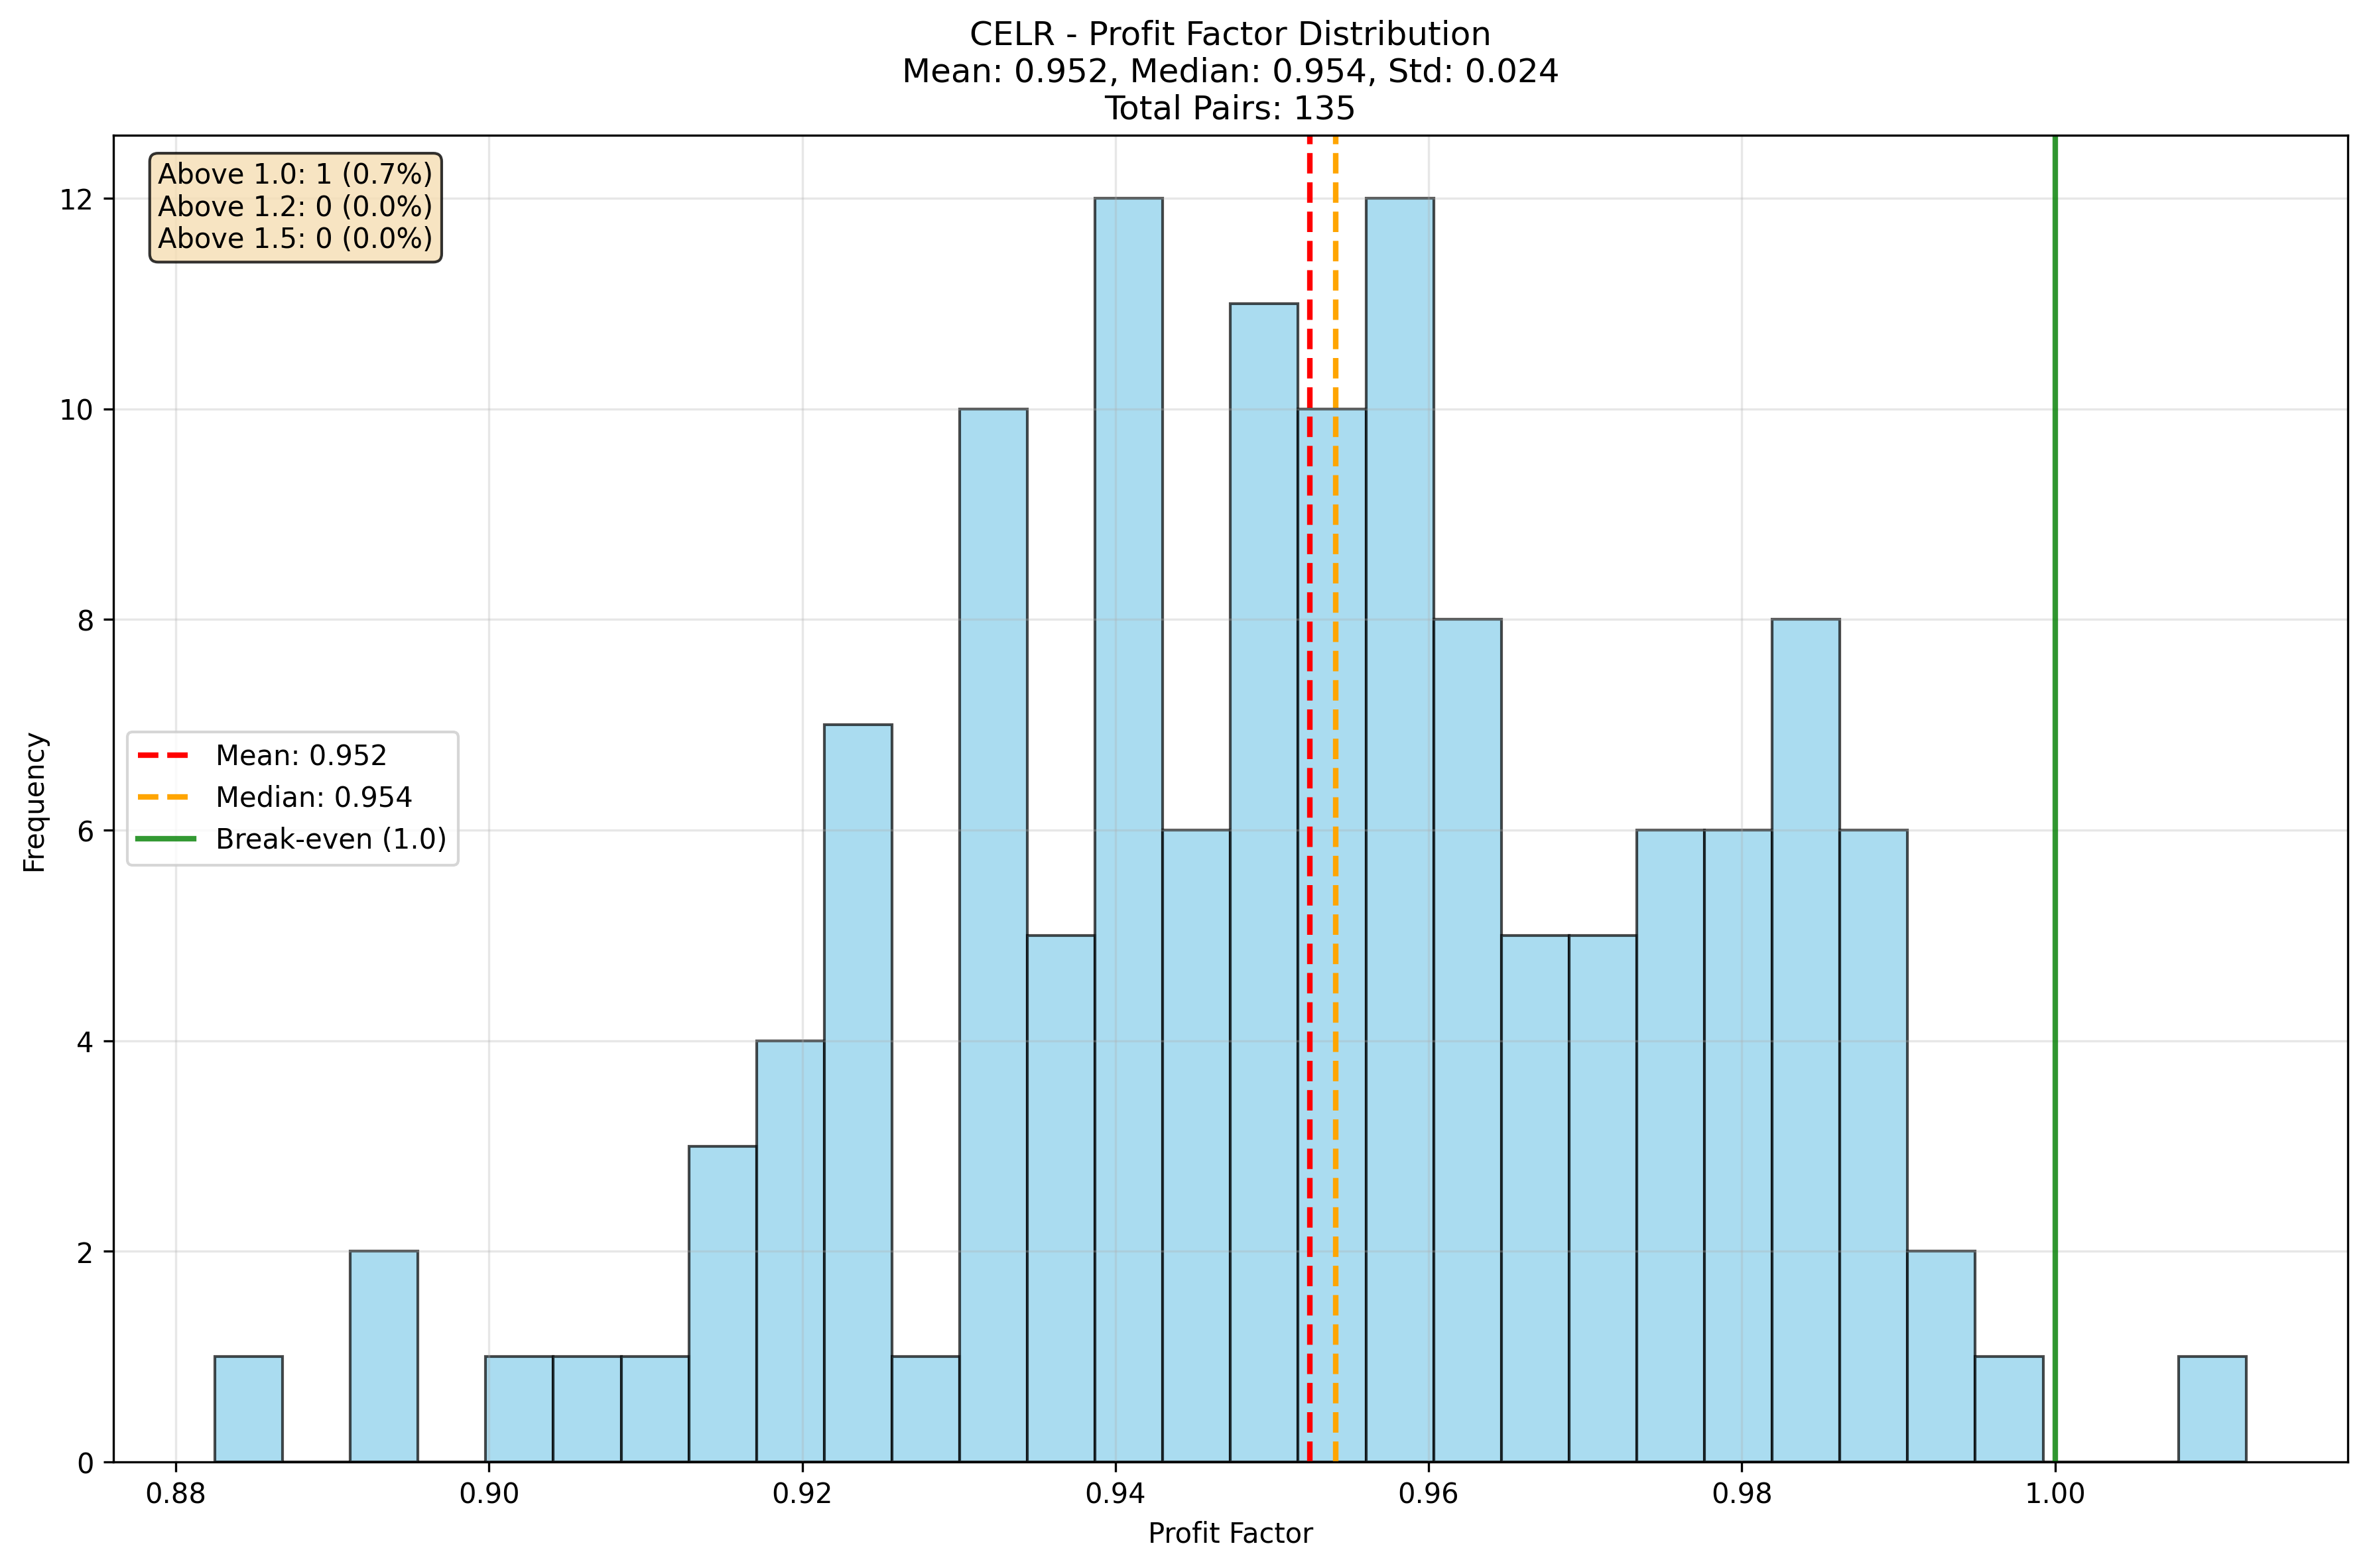 CELR - Profit Factor Distribution
Mean: 0.952, Median: 0.954, Std: 0.024
Total Pairs: 135
Above 1.0: 1 (0.7%)
Above 1.2: 0 (0.0%)
Above 1.5: 0 (0.0%)
12
10
8
6
4
2
0
Frequency
Mean: 0.952
Median: 0.954
Break-even (1.0)
0.88 0.90 0.92 0.94 0.96 0.98 1.00
Profit Factor